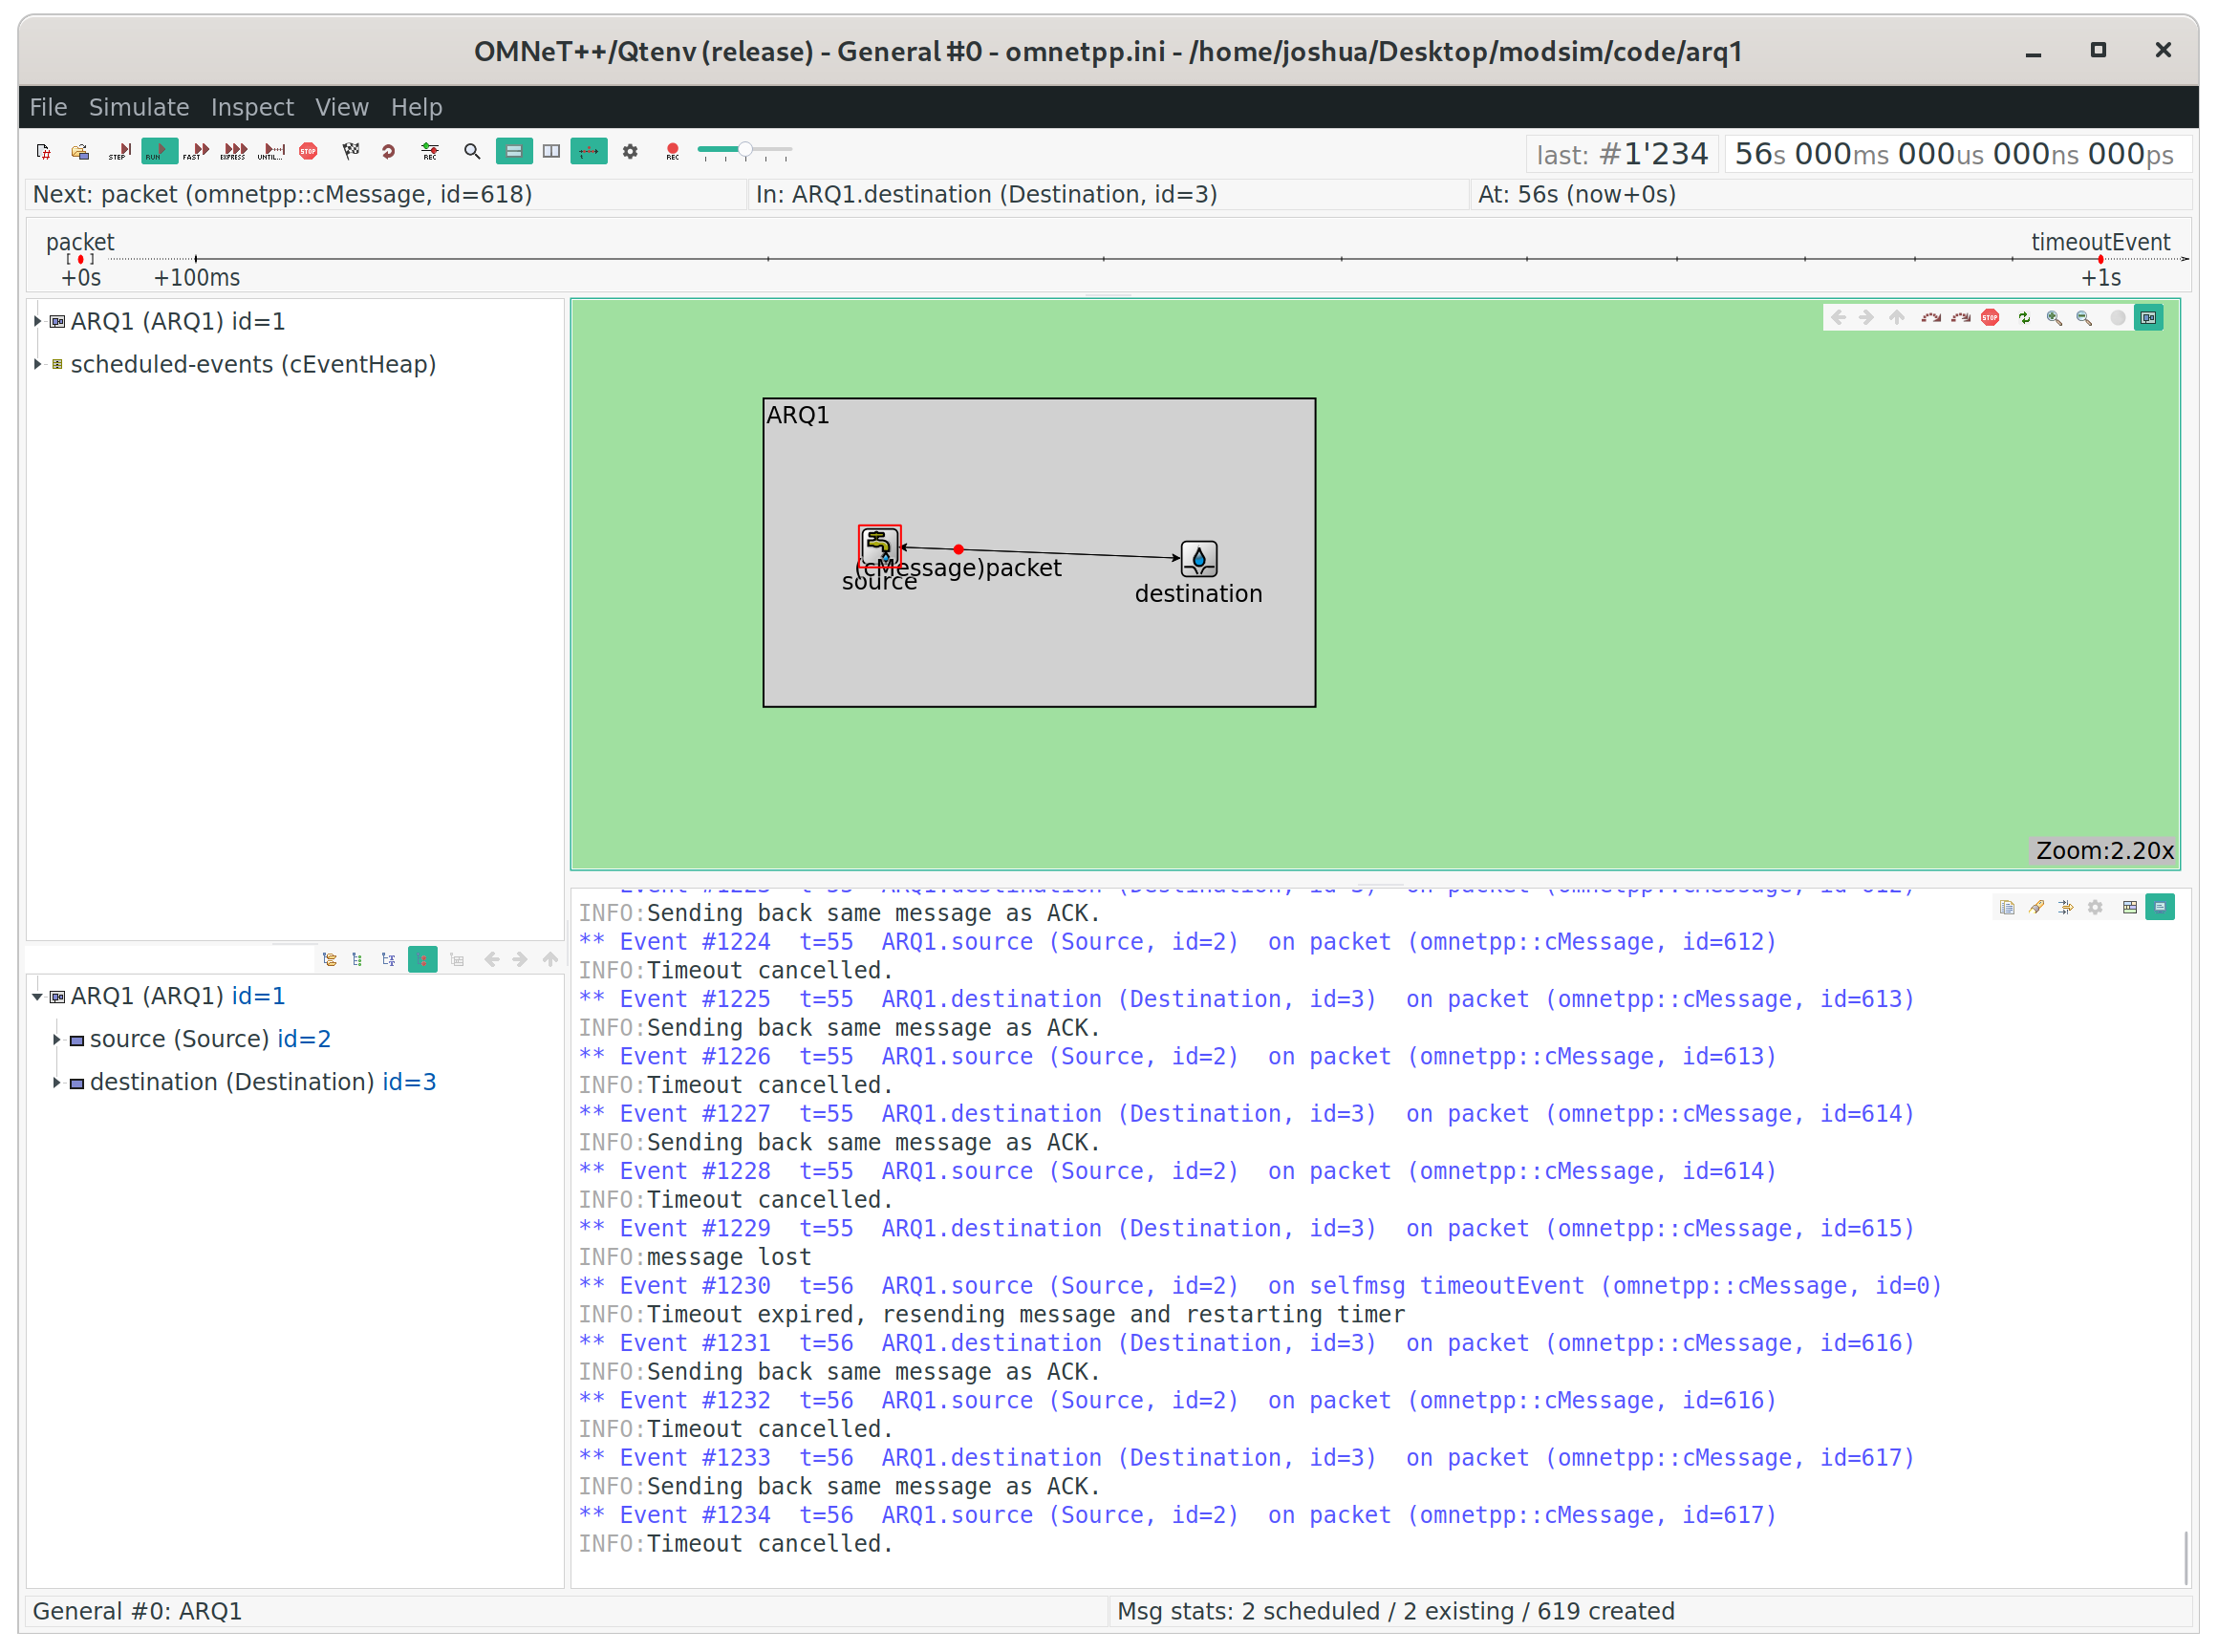 OMNeT++/Qtenv (release) - General #0 - omnetpp.ini - /home/joshua/Desktop/modsim/code/arq1
File Simulate Inspect View Help
STEP RUN FAST EXPRESS UNTIL... STOP REC REC last: #1'234 56s 000ms 000us 000ns 000ps
Next: packet (omnetpp::cMessage, id=618) In: ARQ1.destination (Destination, id=3) At: 56s (now+0s)
packet timeoutEvent
+0s +100ms +1s
ARQ1 (ARQ1) id=1
scheduled-events (cEventHeap)
STOP
ARQ1
(cMessage)packet
source
destination
Zoom:2.20x
ARQ1 (ARQ1) id=1
source (Source) id=2
destination (Destination) id=3
** Event #1223 t=55 ARQ1.destination (Destination, id=3) on packet (omnetpp::cMessage, id=612)
INFO:Sending back same message as ACK.
** Event #1224 t=55 ARQ1.source (Source, id=2) on packet (omnetpp::cMessage, id=612)
INFO:Timeout cancelled.
** Event #1225 t=55 ARQ1.destination (Destination, id=3) on packet (omnetpp::cMessage, id=613)
INFO:Sending back same message as ACK.
** Event #1226 t=55 ARQ1.source (Source, id=2) on packet (omnetpp::cMessage, id=613)
INFO:Timeout cancelled.
** Event #1227 t=55 ARQ1.destination (Destination, id=3) on packet (omnetpp::cMessage, id=614)
INFO:Sending back same message as ACK.
** Event #1228 t=55 ARQ1.source (Source, id=2) on packet (omnetpp::cMessage, id=614)
INFO:Timeout cancelled.
** Event #1229 t=55 ARQ1.destination (Destination, id=3) on packet (omnetpp::cMessage, id=615)
INFO:message lost
** Event #1230 t=56 ARQ1.source (Source, id=2) on selfmsg timeoutEvent (omnetpp::cMessage, id=0)
INFO:Timeout expired, resending message and restarting timer
** Event #1231 t=56 ARQ1.destination (Destination, id=3) on packet (omnetpp::cMessage, id=616)
INFO:Sending back same message as ACK.
** Event #1232 t=56 ARQ1.source (Source, id=2) on packet (omnetpp::cMessage, id=616)
INFO:Timeout cancelled.
** Event #1233 t=56 ARQ1.destination (Destination, id=3) on packet (omnetpp::cMessage, id=617)
INFO:Sending back same message as ACK.
** Event #1234 t=56 ARQ1.source (Source, id=2) on packet (omnetpp::cMessage, id=617)
INFO:Timeout cancelled.
General #0: ARQ1 Msg stats: 2 scheduled / 2 existing / 619 created